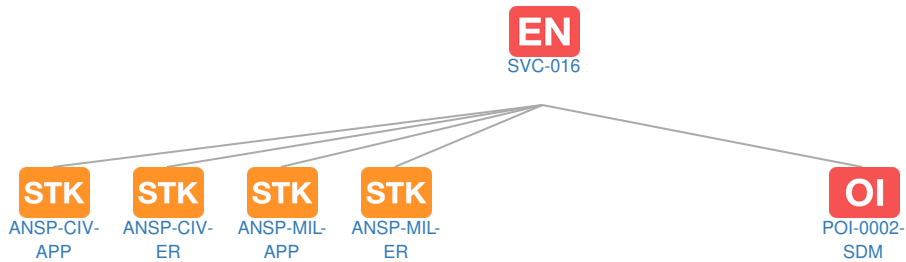 EN
SVC-016
STK
STK
STK
STK
OI
ANSP-CIV-
APP
ANSP-CIV-
ER
ANSP-MIL-
APP
ANSP-MIL-
ER
POI-0002-
SDM